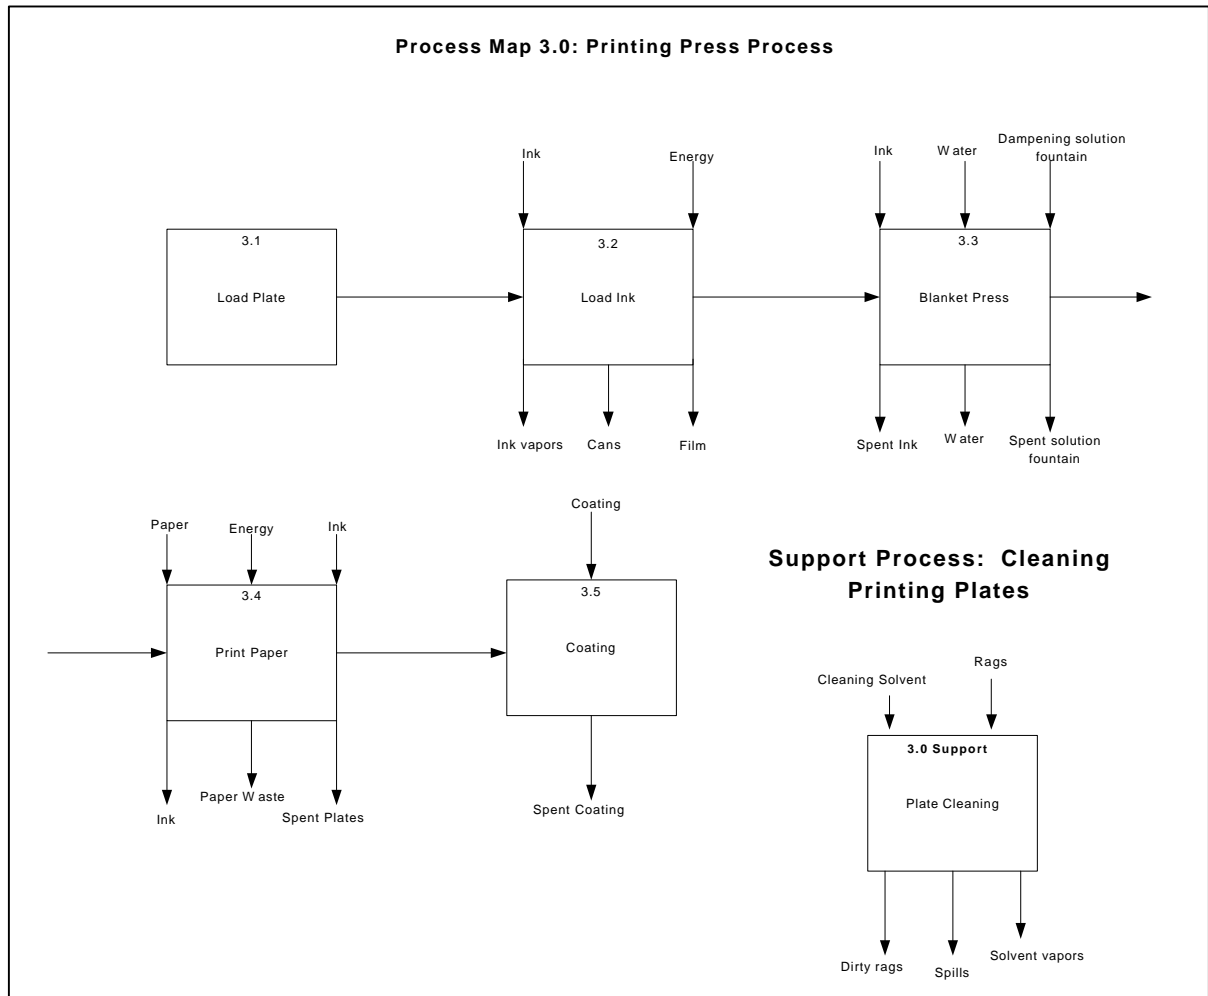 Process Map 3.0: Printing Press Process
Ink
Energy
Ink
Water
Dampening solution
fountain
3.1
Load Plate
3.2
Load Ink
3.3
Blanket Press
Ink vapors
Cans
Film
Spent Ink
Water
Spent solution
fountain
Paper
Energy
Ink
Coating
3.4
Print Paper
3.5
Coating
Ink
Paper Waste
Spent Plates
Spent Coating
Support Process: Cleaning
Printing Plates
Cleaning Solvent
Rags
3.0 Support
Plate Cleaning
Dirty rags
Spills
Solvent vapors